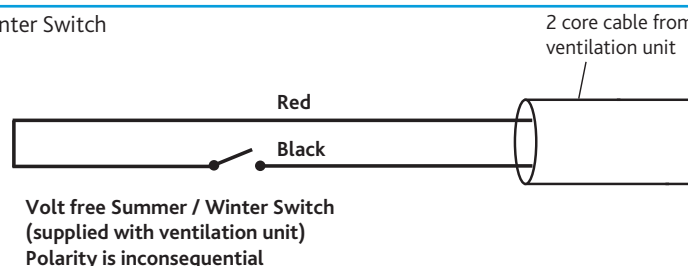 nter Switch
2 core cable from
ventilation unit
Red
Black
Volt free Summer / Winter Switch
(supplied with ventilation unit)
Polarity is inconsequential